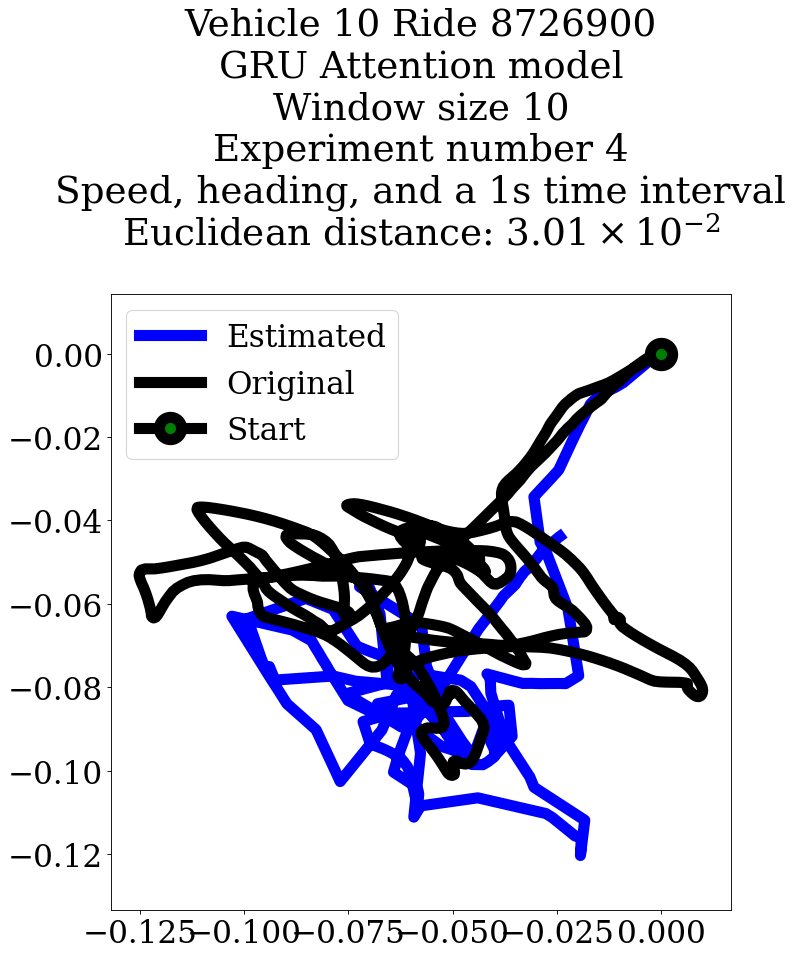 Vehicle 10 Ride 8726900
GRU Attention model
Window size 10
Experiment number 4
Speed, heading, and a 1s time interval
Euclidean distance: 3.01 × 10⁻²
Estimated
Original
Start
0.00
−0.02
−0.04
−0.06
−0.08
−0.10
−0.12
−0.125 −0.100 −0.075 −0.050 −0.025 0.000